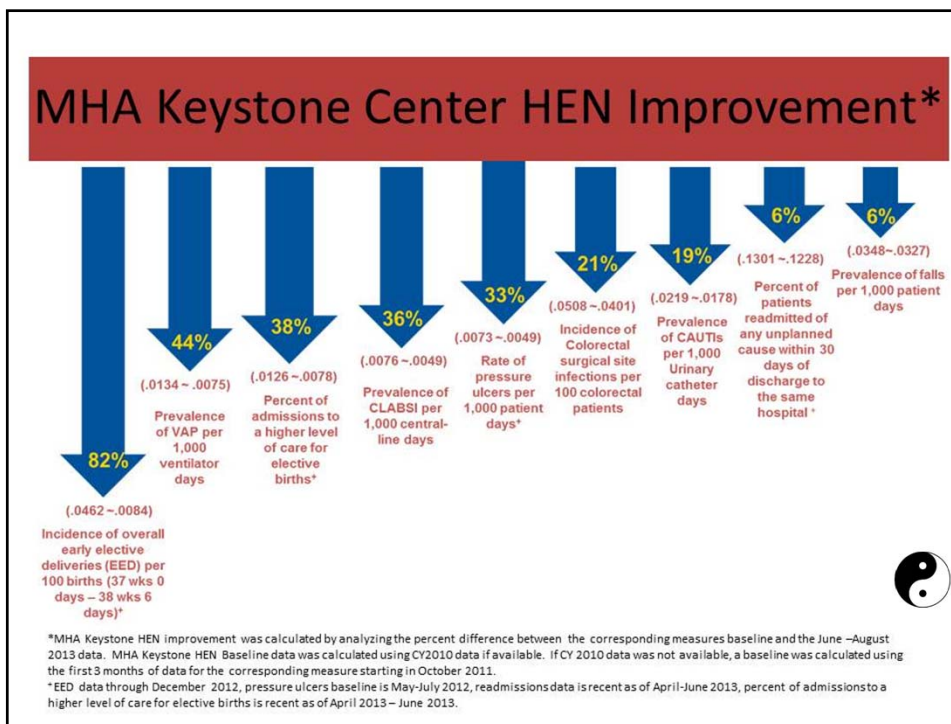 MHA Keystone Center HEN Improvement*
82%
(.0462 ~.0084)
Incidence of overall
early elective
deliveries (EED) per
100 births (37 wks 0
days – 38 wks 6
days)⁺
44%
(.0134 ~ .0075)
Prevalence
of VAP per
1,000
ventilator
days
38%
(.0126 ~.0078)
Percent of
admissions to
a higher level
of care for
elective
births⁺
36%
(.0076 ~.0049)
Prevalence of
CLABSI per
1,000 central-
line days
33%
(.0073 ~.0049)
Rate of
pressure
ulcers per
1,000 patient
days⁺
21%
(.0508 ~.0401)
Incidence of
Colorectal
surgical site
infections per
100 colorectal
patients
19%
(.0219 ~.0178)
Prevalence
of CAUTIs
per 1,000
Urinary
catheter
days
6%
(.1301 ~.1228)
Percent of
patients
readmitted of
any unplanned
cause within 30
days of
discharge to
the same
hospital ⁺
6%
(.0348~.0327)
Prevalence of falls
per 1,000 patient
days
*MHA Keystone HEN improvement was calculated by analyzing the percent difference between the corresponding measures baseline and the June –August
2013 data. MHA Keystone HEN Baseline data was calculated using CY2010 data if available. If CY 2010 data was not available, a baseline was calculated using
the first 3 months of data for the corresponding measure starting in October 2011.
⁺EED data through December 2012, pressure ulcers baseline is May-July 2012, readmissions data is recent as of April-June 2013, percent of admissions to a
higher level of care for elective births is recent as of April 2013 – June 2013.